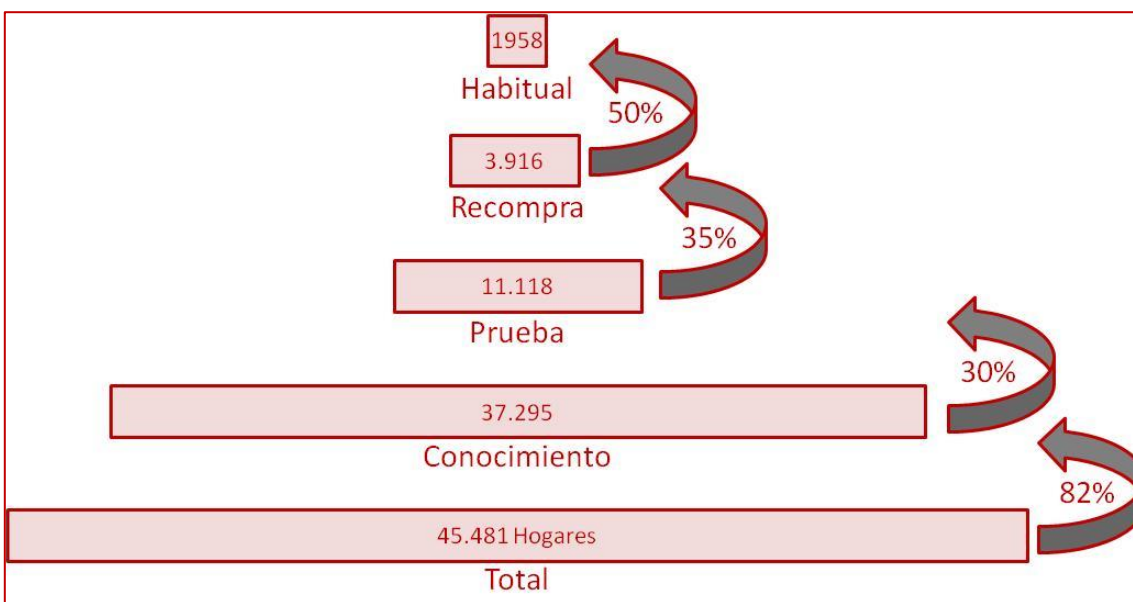 1958
Habitual
50%
3.916
Recompra
35%
11.118
Prueba
30%
37.295
Conocimiento
82%
45.481 Hogares
Total